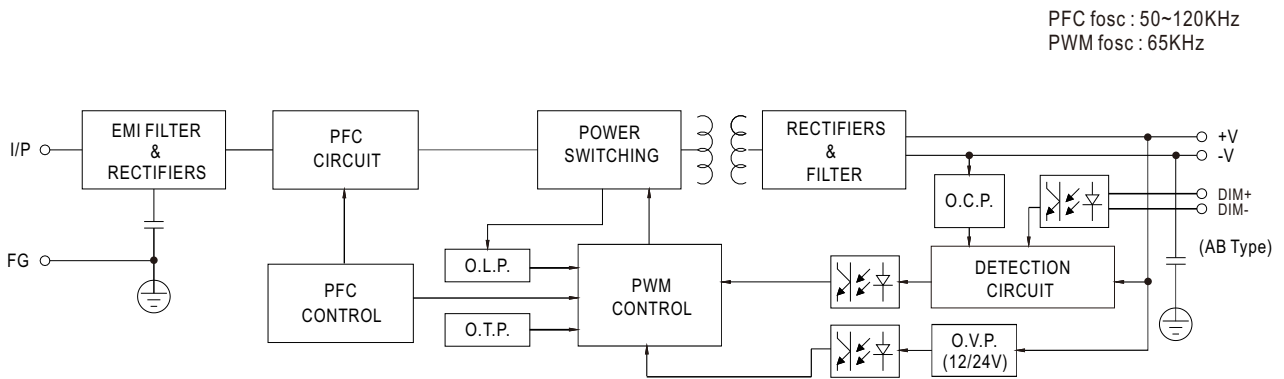 PFC fosc : 50~120KHz
PWM fosc : 65KHz
I/P
EMI FILTER
&
RECTIFIERS
PFC
CIRCUIT
POWER
SWITCHING
RECTIFIERS
&
FILTER
+V
-V
O.C.P.
DIM+
DIM-
(AB Type)
FG
O.L.P.
PFC
CONTROL
PWM
CONTROL
DETECTION
CIRCUIT
O.T.P.
O.V.P.
(12/24V)